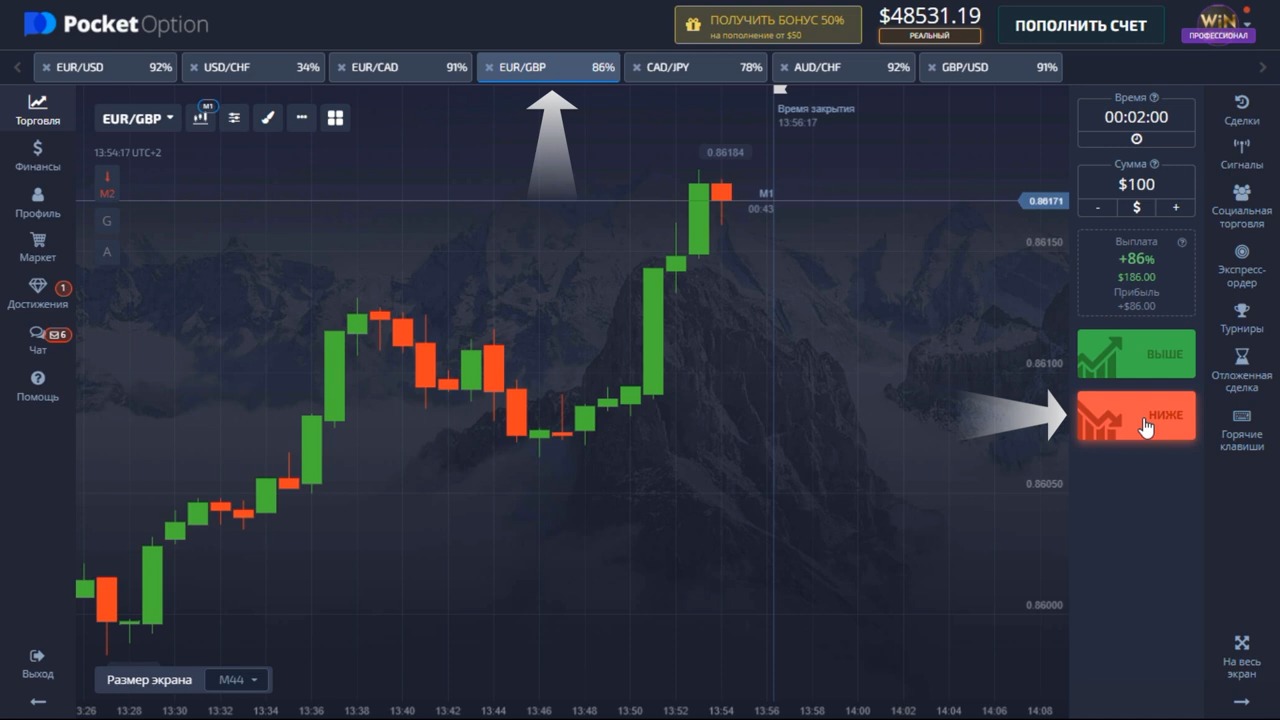 PocketOption
ПОЛУЧИТЬ БОНУС 50%
на пополнение от $50
$48531.19
РЕАЛЬНЫЙ
ПОПОЛНИТЬ СЧЕТ
WiN
ПРОФЕССИОНАЛ
EUR/USD 92%
USD/CHF 34%
EUR/CAD 91%
EUR/GBP 86%
CAD/JPY 78%
AUD/CHF 92%
GBP/USD 91%
Торговля
Финансы
Профиль
Маркет
Достижения
1
Чат
6
Помощь
Выход
EUR/GBP
M1
13:54:17 UTC+2
M2
G
A
Время закрытия
13:56:17
0.86184
M1
00:43
0.86171
0.86150
0.86100
0.86050
0.86000
Размер экрана
M44
3:26 13:28 13:30 13:32 13:34 13:36 13:38 13:40 13:42 13:44 13:46 13:48 13:50 13:52 13:54 13:56 13:58 14:00 14:02 14:04 14:06 14:08
Время
00:02:00
Сумма
$100
- $ +
Выплата
+86%
$186.00
Прибыль
+$86.00
ВЫШЕ
НИЖЕ
Сделки
Сигналы
Социальная
торговля
Экспресс-
ордер
Турниры
Отложенная
сделка
Горячие
клавиши
На весь
экран